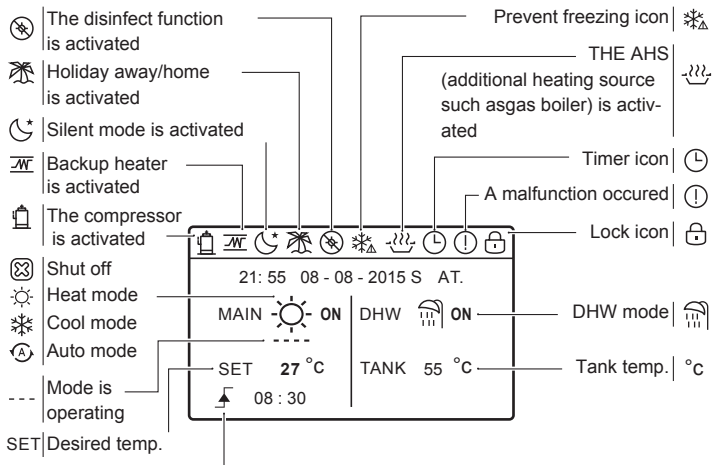 The disinfect function
is activated
Holiday away/home
is activated
Silent mode is activated
Backup heater
is activated
The compressor
is activated
Shut off
Heat mode
Cool mode
A
Auto mode
---
Mode is
operating
SET
Desired temp.
Prevent freezing icon
THE AHS
(additional heating source
such asgas boiler) is activ-
ated
Timer icon
A malfunction occured
Lock icon
DHW mode
Tank temp.
°C
21: 55 08 - 08 - 2015 S AT.
MAIN ON DHW ON
----
SET 27 °C TANK 55 °C
08 : 30